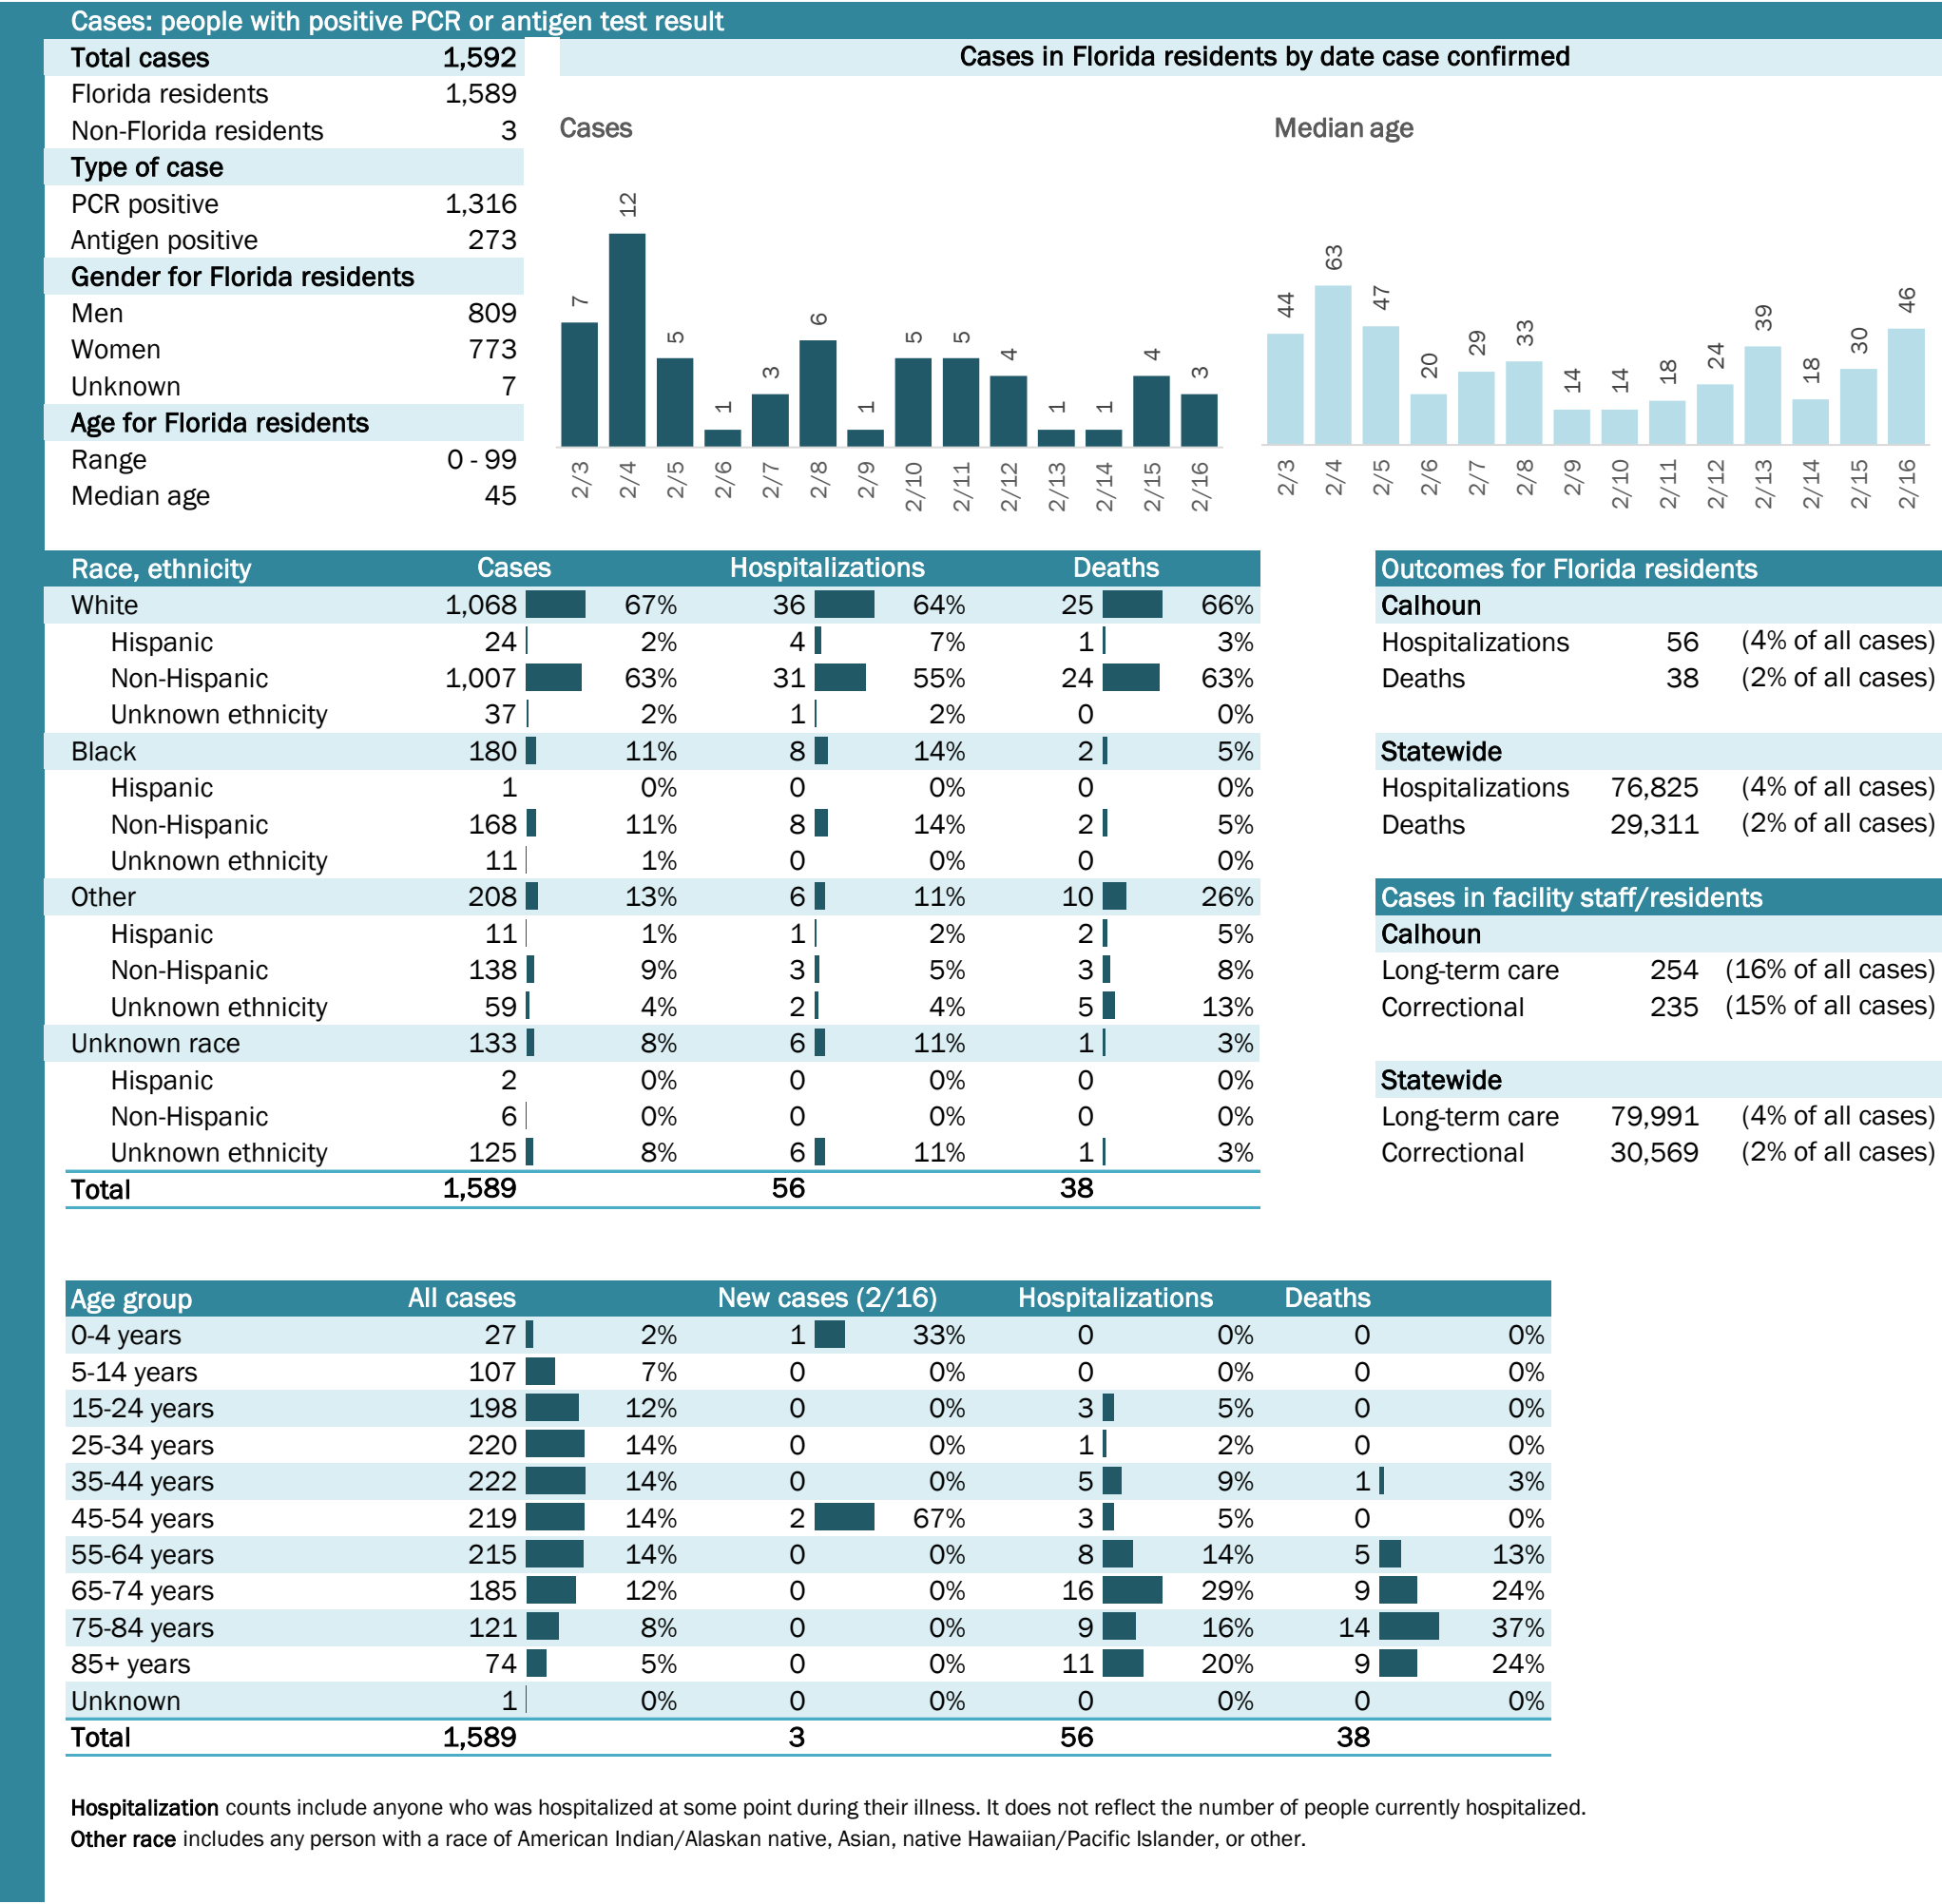 Cases: people with positive PCR or antigen test result
Total cases 1,592
Florida residents 1,589
Non-Florida residents 3
Type of case
PCR positive 1,316
Antigen positive 273
Gender for Florida residents
Men 809
Women 773
Unknown 7
Age for Florida residents
Range 0 - 99
Median age 45
Cases in Florida residents by date case confirmed
Cases
7 12 5 1 3 6 1 5 5 4 1 1 4 3
2/3 2/4 2/5 2/6 2/7 2/8 2/9 2/10 2/11 2/12 2/13 2/14 2/15 2/16
Median age
44 63 47 20 29 33 14 14 18 24 39 18 30 46
2/3 2/4 2/5 2/6 2/7 2/8 2/9 2/10 2/11 2/12 2/13 2/14 2/15 2/16
Race, ethnicity Cases Hospitalizations Deaths
White 1,068 67% 36 64% 25 66%
Hispanic 24 2% 4 7% 1 3%
Non-Hispanic 1,007 63% 31 55% 24 63%
Unknown ethnicity 37 2% 1 2% 0 0%
Black 180 11% 8 14% 2 5%
Hispanic 1 0% 0 0% 0 0%
Non-Hispanic 168 11% 8 14% 2 5%
Unknown ethnicity 11 1% 0 0% 0 0%
Other 208 13% 6 11% 10 26%
Hispanic 11 1% 1 2% 2 5%
Non-Hispanic 138 9% 3 5% 3 8%
Unknown ethnicity 59 4% 2 4% 5 13%
Unknown race 133 8% 6 11% 1 3%
Hispanic 2 0% 0 0% 0 0%
Non-Hispanic 6 0% 0 0% 0 0%
Unknown ethnicity 125 8% 6 11% 1 3%
Total 1,589 56 38
Outcomes for Florida residents
Calhoun
Hospitalizations 56 (4% of all cases)
Deaths 38 (2% of all cases)
Statewide
Hospitalizations 76,825 (4% of all cases)
Deaths 29,311 (2% of all cases)
Cases in facility staff/residents
Calhoun
Long-term care 254 (16% of all cases)
Correctional 235 (15% of all cases)
Statewide
Long-term care 79,991 (4% of all cases)
Correctional 30,569 (2% of all cases)
Age group All cases New cases (2/16) Hospitalizations Deaths
0-4 years 27 2% 1 33% 0 0% 0 0%
5-14 years 107 7% 0 0% 0 0% 0 0%
15-24 years 198 12% 0 0% 3 5% 0 0%
25-34 years 220 14% 0 0% 1 2% 0 0%
35-44 years 222 14% 0 0% 5 9% 1 3%
45-54 years 219 14% 2 67% 3 5% 0 0%
55-64 years 215 14% 0 0% 8 14% 5 13%
65-74 years 185 12% 0 0% 16 29% 9 24%
75-84 years 121 8% 0 0% 9 16% 14 37%
85+ years 74 5% 0 0% 11 20% 9 24%
Unknown 1 0% 0 0% 0 0% 0 0%
Total 1,589 3 56 38
Hospitalization counts include anyone who was hospitalized at some point during their illness. It does not reflect the number of people currently hospitalized.
Other race includes any person with a race of American Indian/Alaskan native, Asian, native Hawaiian/Pacific Islander, or other.